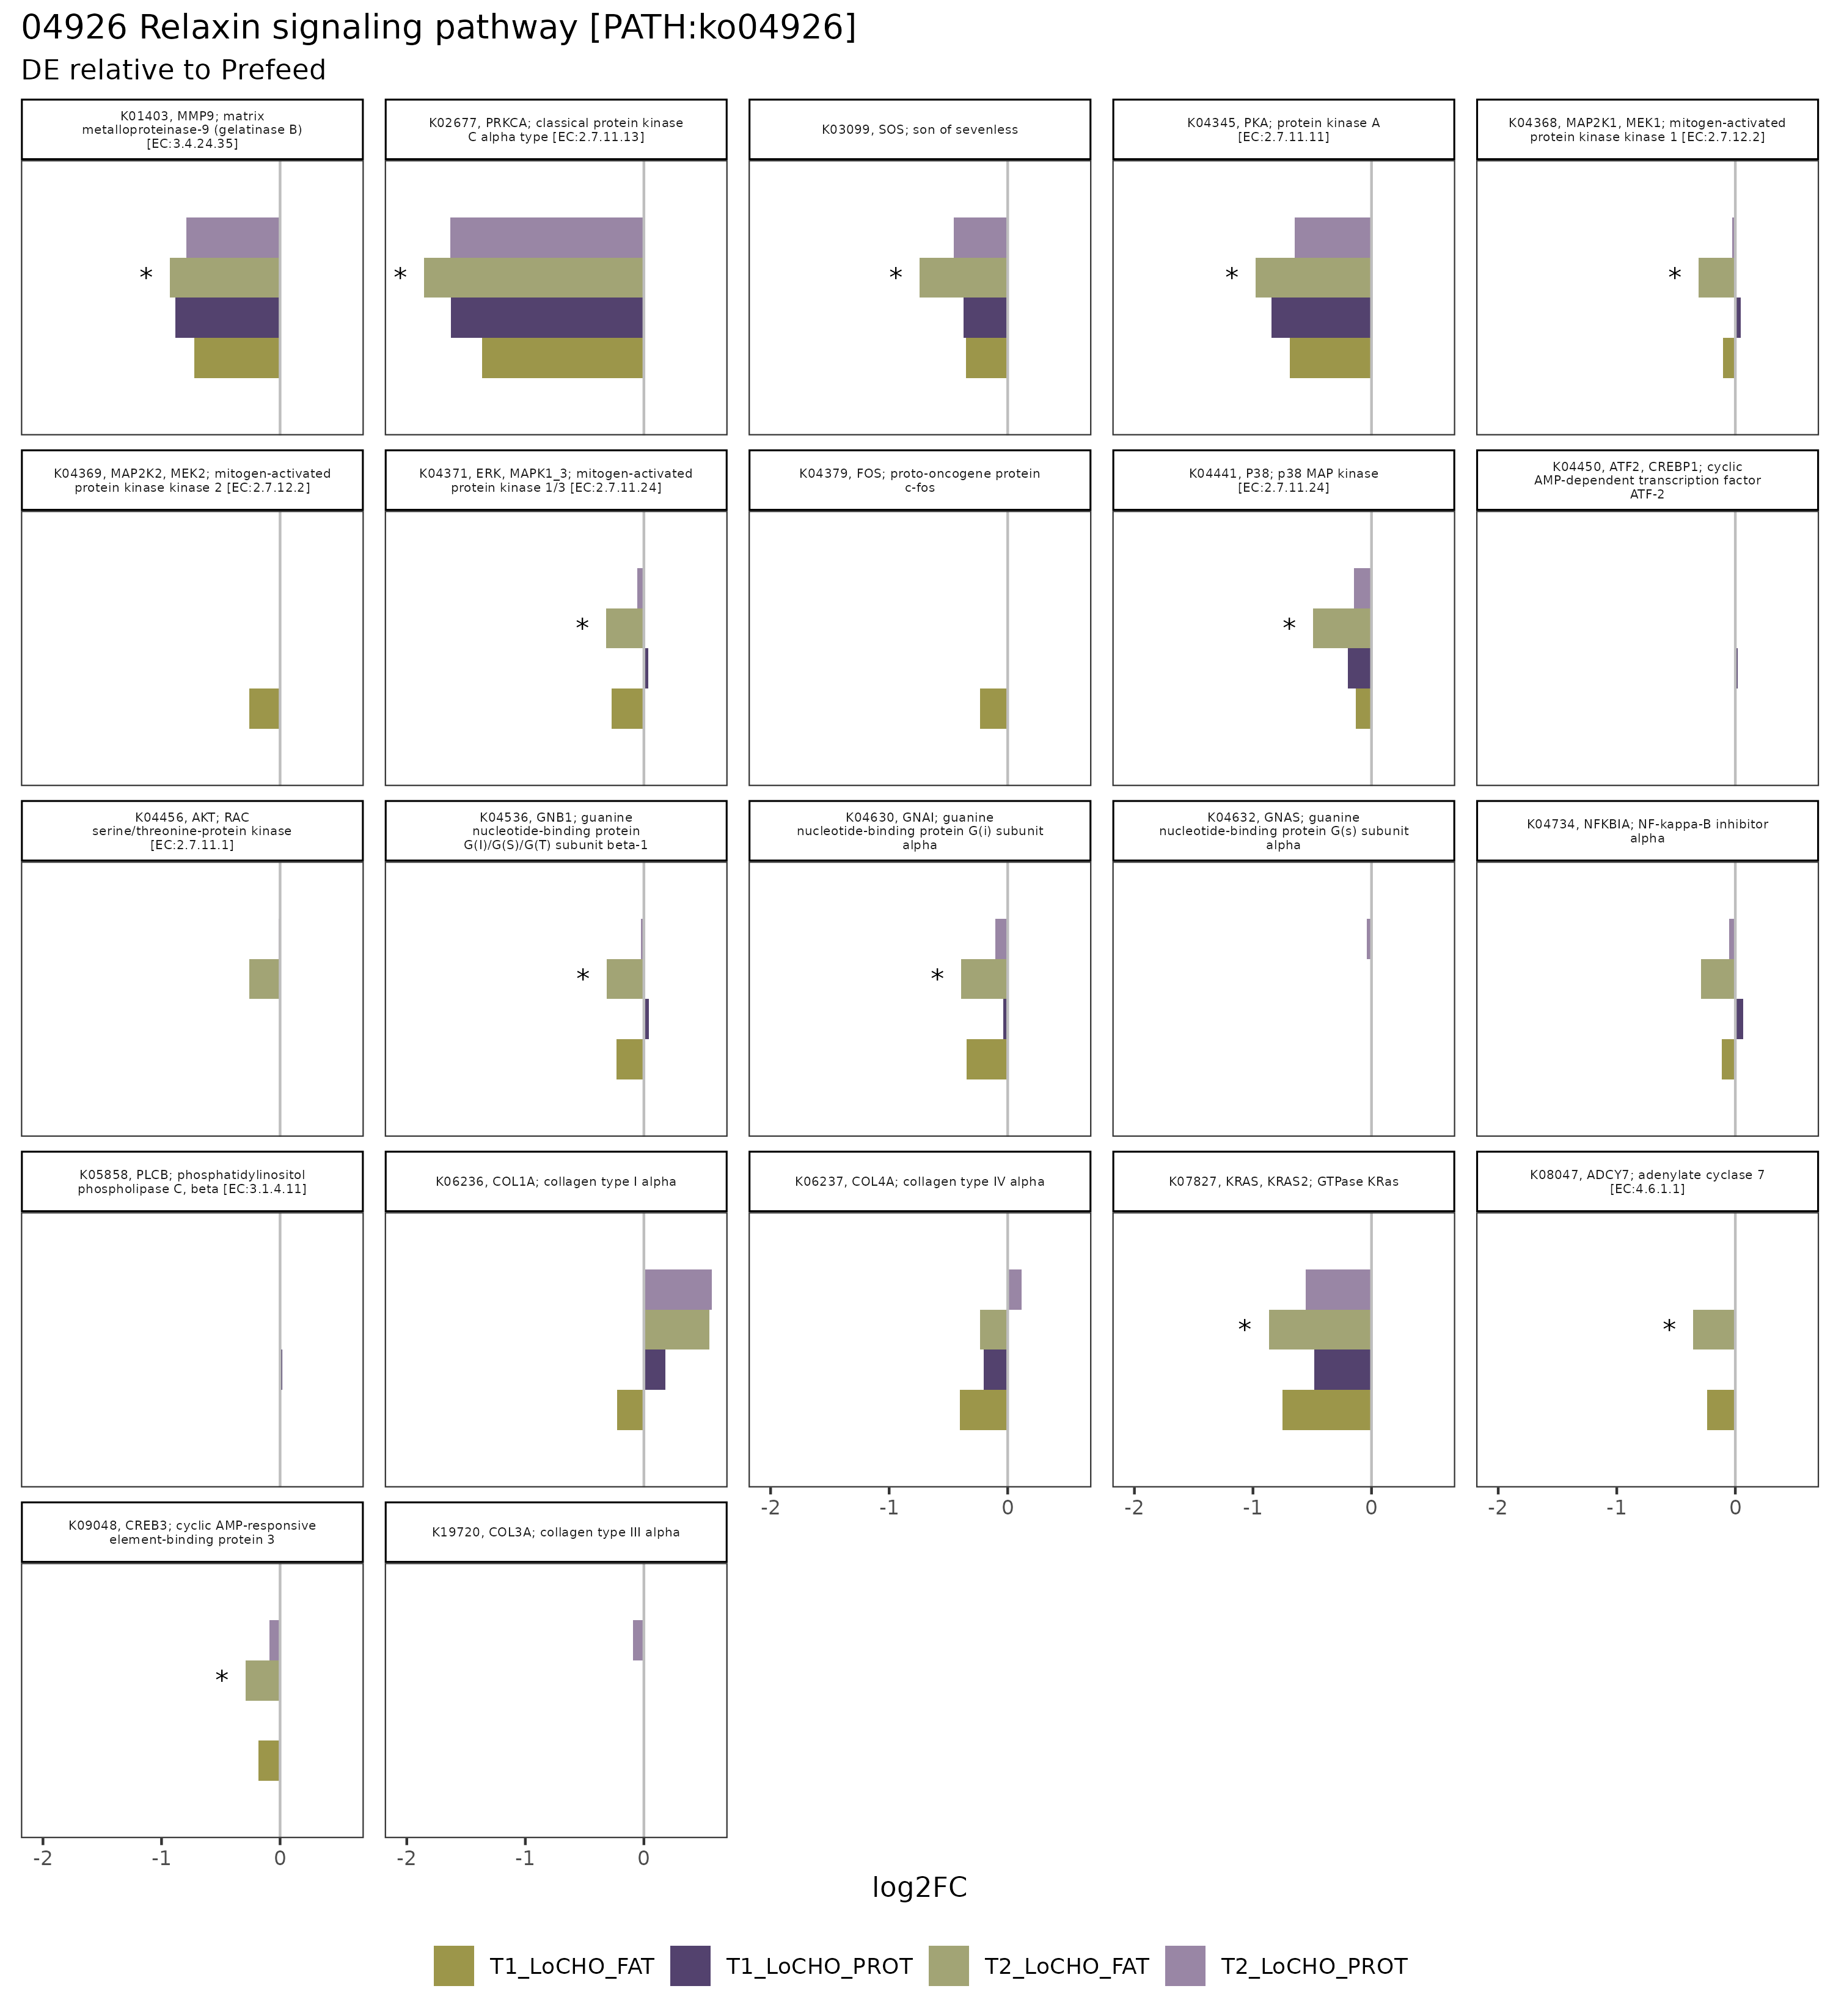 04926 Relaxin signaling pathway [PATH:ko04926]
DE relative to Prefeed
K01403, MMP9; matrix
metalloproteinase-9 (gelatinase B)
[EC:3.4.24.35]
K02677, PRKCA; classical protein kinase
C alpha type [EC:2.7.11.13]
K03099, SOS; son of sevenless
K04345, PKA; protein kinase A
[EC:2.7.11.11]
K04368, MAP2K1, MEK1; mitogen-activated
protein kinase kinase 1 [EC:2.7.12.2]
*
*
*
*
*
K04369, MAP2K2, MEK2; mitogen-activated
protein kinase kinase 2 [EC:2.7.12.2]
K04371, ERK, MAPK1_3; mitogen-activated
protein kinase 1/3 [EC:2.7.11.24]
K04379, FOS; proto-oncogene protein
c-fos
K04441, P38; p38 MAP kinase
[EC:2.7.11.24]
K04450, ATF2, CREBP1; cyclic
AMP-dependent transcription factor
ATF-2
*
*
K04456, AKT; RAC
serine/threonine-protein kinase
[EC:2.7.11.1]
K04536, GNB1; guanine
nucleotide-binding protein
G(I)/G(S)/G(T) subunit beta-1
K04630, GNAI; guanine
nucleotide-binding protein G(i) subunit
alpha
K04632, GNAS; guanine
nucleotide-binding protein G(s) subunit
alpha
K04734, NFKBIA; NF-kappa-B inhibitor
alpha
*
*
K05858, PLCB; phosphatidylinositol
phospholipase C, beta [EC:3.1.4.11]
K06236, COL1A; collagen type I alpha
K06237, COL4A; collagen type IV alpha
K07827, KRAS, KRAS2; GTPase KRas
K08047, ADCY7; adenylate cyclase 7
[EC:4.6.1.1]
*
*
-2 -1 0
-2 -1 0
-2 -1 0
K09048, CREB3; cyclic AMP-responsive
element-binding protein 3
K19720, COL3A; collagen type III alpha
*
-2 -1 0
-2 -1 0
log2FC
T1_LoCHO_FAT T1_LoCHO_PROT T2_LoCHO_FAT T2_LoCHO_PROT